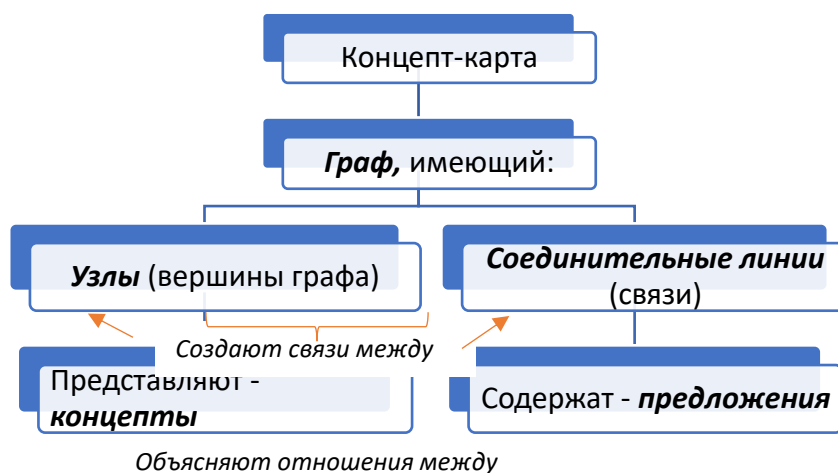 Концепт-карта
Граф, имеющий:
Узлы (вершины графа)
Соединительные линии
(связи)
Создают связи между
Представляют -
концепты
Содержат - предложения
Объясняют отношения между